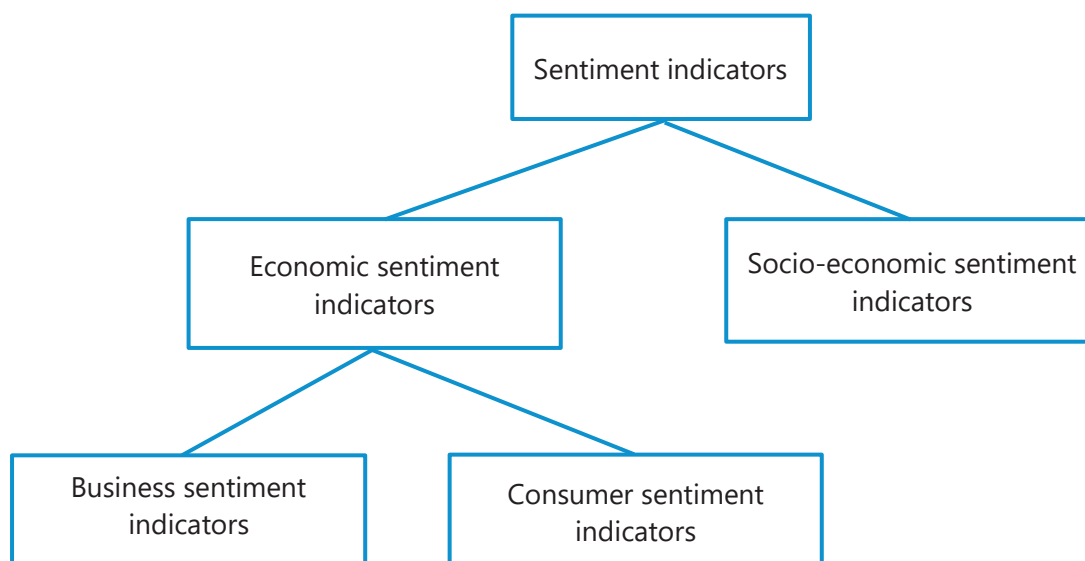 Sentiment indicators
Economic sentiment
indicators
Socio-economic sentiment
indicators
Business sentiment
indicators
Consumer sentiment
indicators